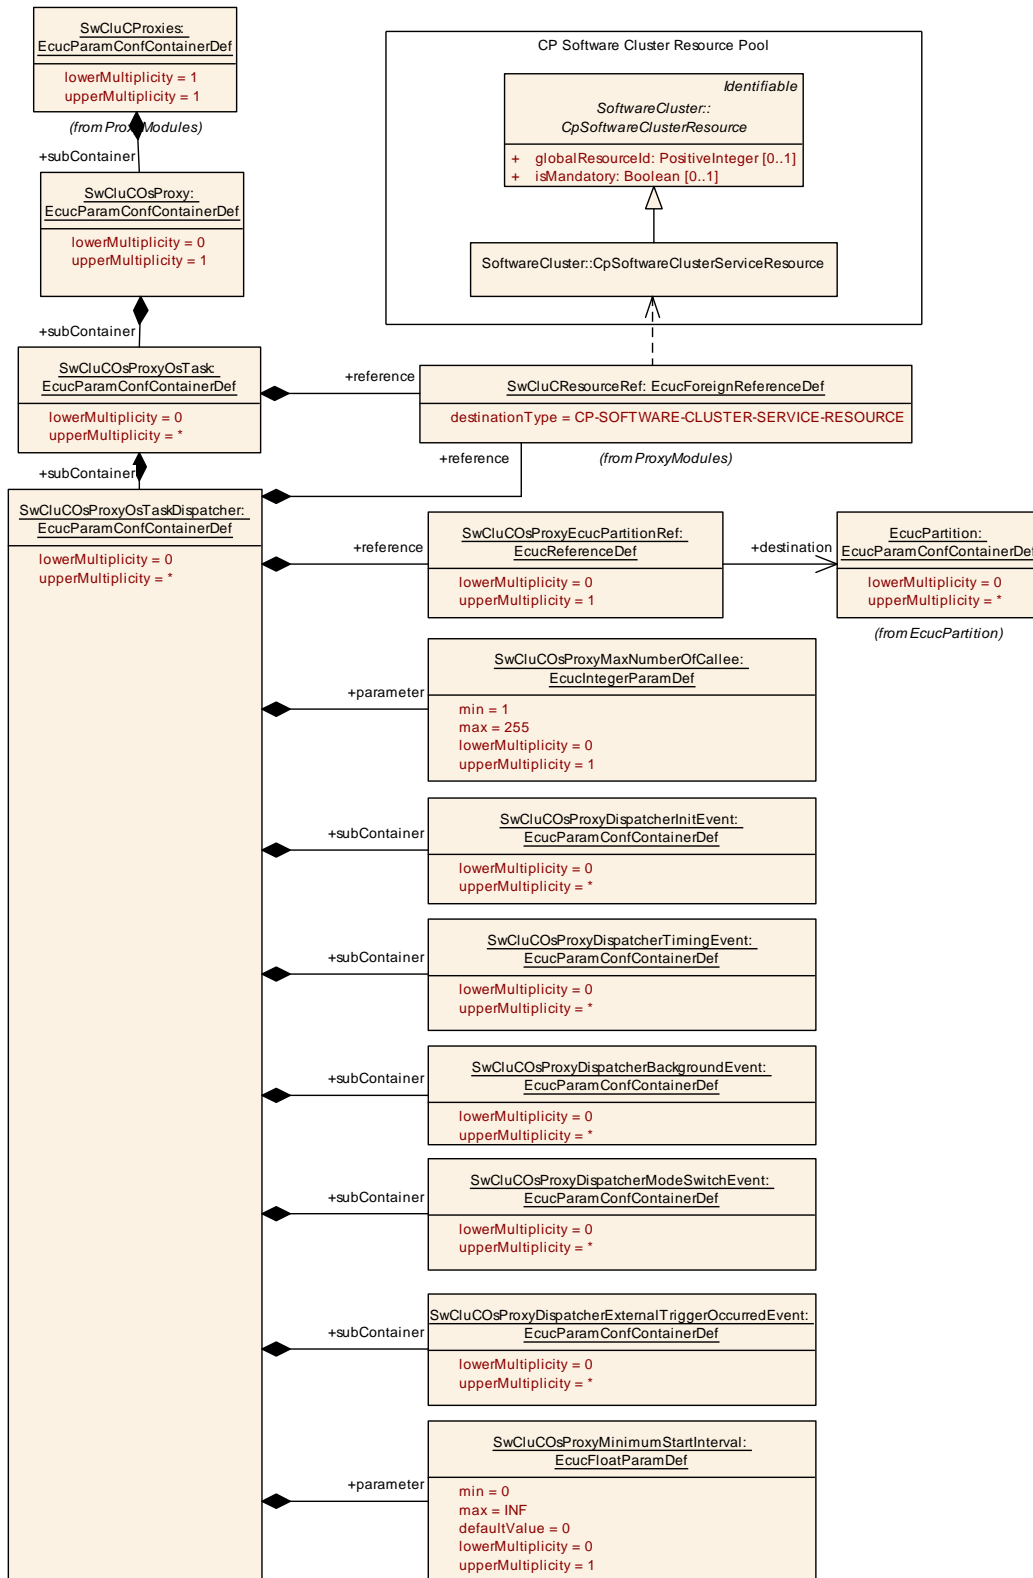 SwCluCProxies:
EcucParamConfContainerDef
lowerMultiplicity = 1
upperMultiplicity = 1
(from ProxyModules)
+subContainer
SwCluCOsProxy:
EcucParamConfContainerDef
lowerMultiplicity = 0
upperMultiplicity = 1
+subContainer
CP Software Cluster Resource Pool
Identifiable
SoftwareCluster::
CpSoftwareClusterResource
+ globalResourceId: PositiveInteger [0..1]
+ isMandatory: Boolean [0..1]
SoftwareCluster::CpSoftwareClusterServiceResource
SwCluCOsProxyOsTask:
EcucParamConfContainerDef
lowerMultiplicity = 0
upperMultiplicity = *
+subContainer
+reference
SwCluCResourceRef: EcucForeignReferenceDef
destinationType = CP-SOFTWARE-CLUSTER-SERVICE-RESOURCE
(from ProxyModules)
+reference
SwCluCOsProxyOsTaskDispatcher:
EcucParamConfContainerDef
lowerMultiplicity = 0
upperMultiplicity = *
+reference
SwCluCOsProxyEcucPartitionRef:
EcucReferenceDef
lowerMultiplicity = 0
upperMultiplicity = 1
+destination
EcucPartition:
EcucParamConfContainerDef
lowerMultiplicity = 0
upperMultiplicity = *
(from EcucPartition)
+parameter
SwCluCOsProxyMaxNumberOfCallee:
EcucIntegerParamDef
min = 1
max = 255
lowerMultiplicity = 0
upperMultiplicity = 1
+subContainer
SwCluCOsProxyDispatcherInitEvent:
EcucParamConfContainerDef
lowerMultiplicity = 0
upperMultiplicity = *
+subContainer
SwCluCOsProxyDispatcherTimingEvent:
EcucParamConfContainerDef
lowerMultiplicity = 0
upperMultiplicity = *
+subContainer
SwCluCOsProxyDispatcherBackgroundEvent:
EcucParamConfContainerDef
lowerMultiplicity = 0
upperMultiplicity = *
+subContainer
SwCluCOsProxyDispatcherModeSwitchEvent:
EcucParamConfContainerDef
lowerMultiplicity = 0
upperMultiplicity = *
+subContainer
SwCluCOsProxyDispatcherExternalTriggerOccurredEvent:
EcucParamConfContainerDef
lowerMultiplicity = 0
upperMultiplicity = *
+parameter
SwCluCOsProxyMinimumStartInterval:
EcucFloatParamDef
min = 0
max = INF
defaultValue = 0
lowerMultiplicity = 0
upperMultiplicity = 1